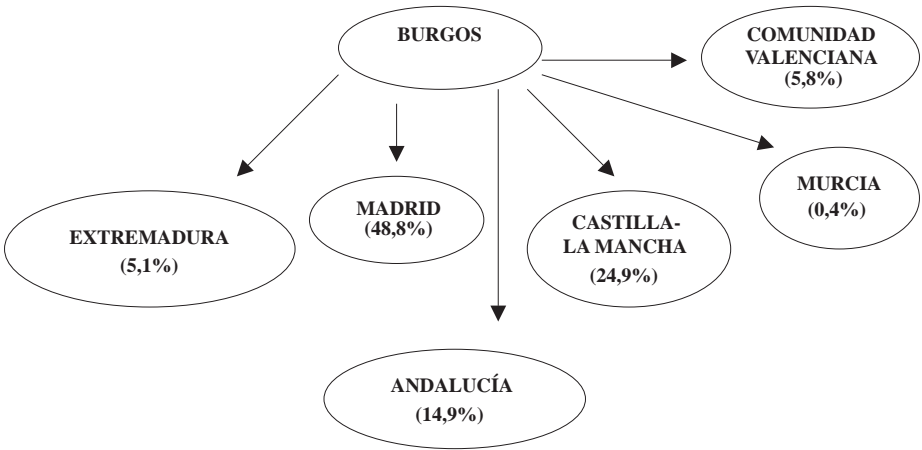 BURGOS
COMUNIDAD
VALENCIANA
(5,8%)
MURCIA
(0,4%)
MADRID
(48,8%)
CASTILLA-
LA MANCHA
(24,9%)
EXTREMADURA
(5,1%)
ANDALUCÍA
(14,9%)